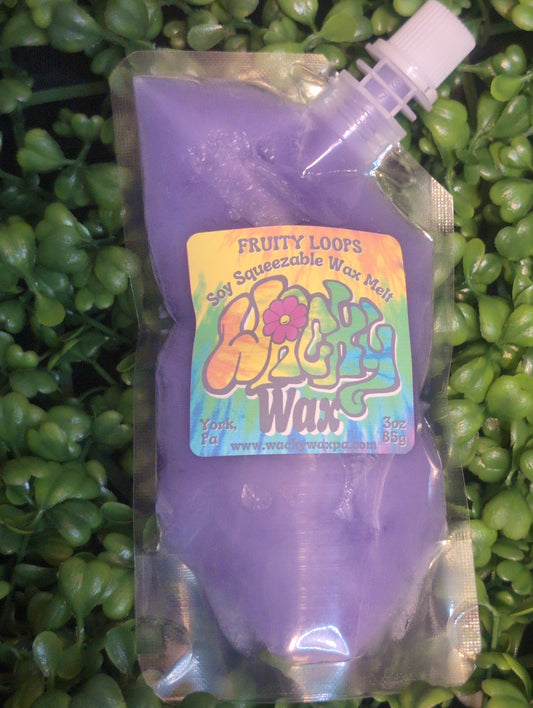 FRUITY LOOPS
Soy Squeezable Wax Melt
Wacky
Wax
York, 3oz
Pa 85g
www.wackywaxpa.com